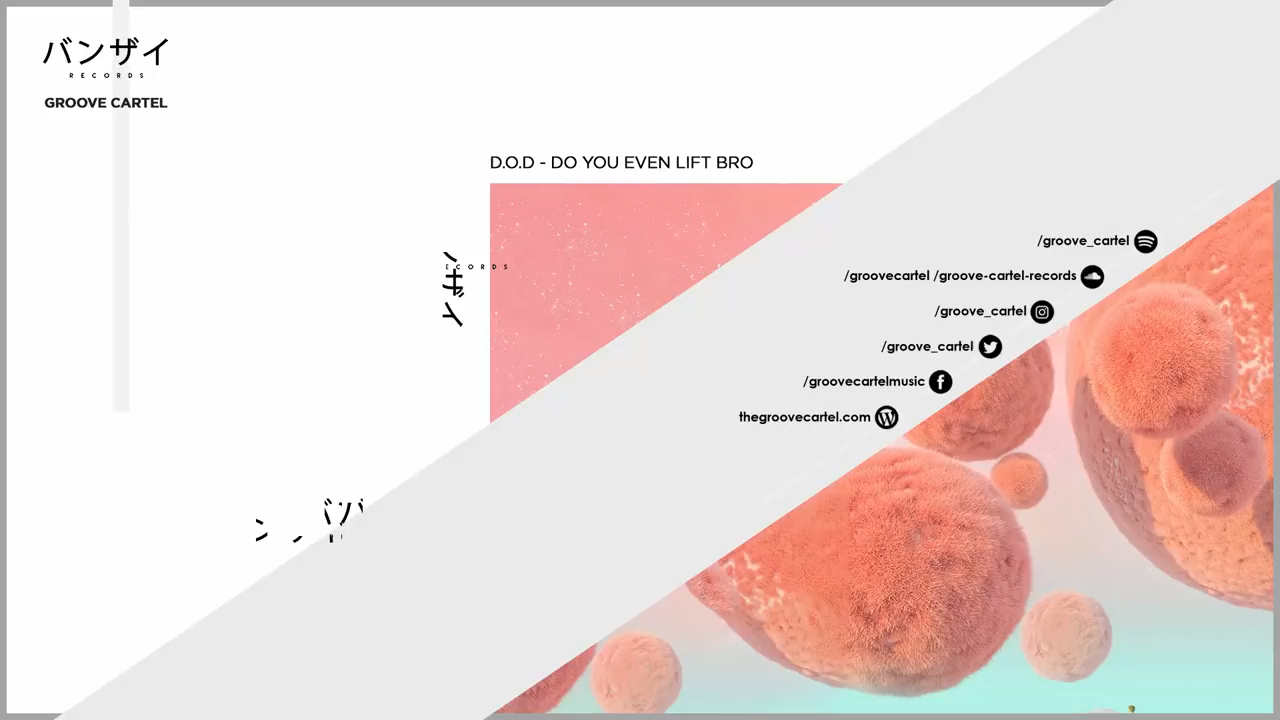 バンザイ
RECORDS
GROOVE CARTEL
D.O.D - DO YOU EVEN LIFT BRO
/groove_cartel
ECORDS
/groovecartel /groove-cartel-records
/groove_cartel
/groove_cartel
/groovecartelmusic
thegroovecartel.com